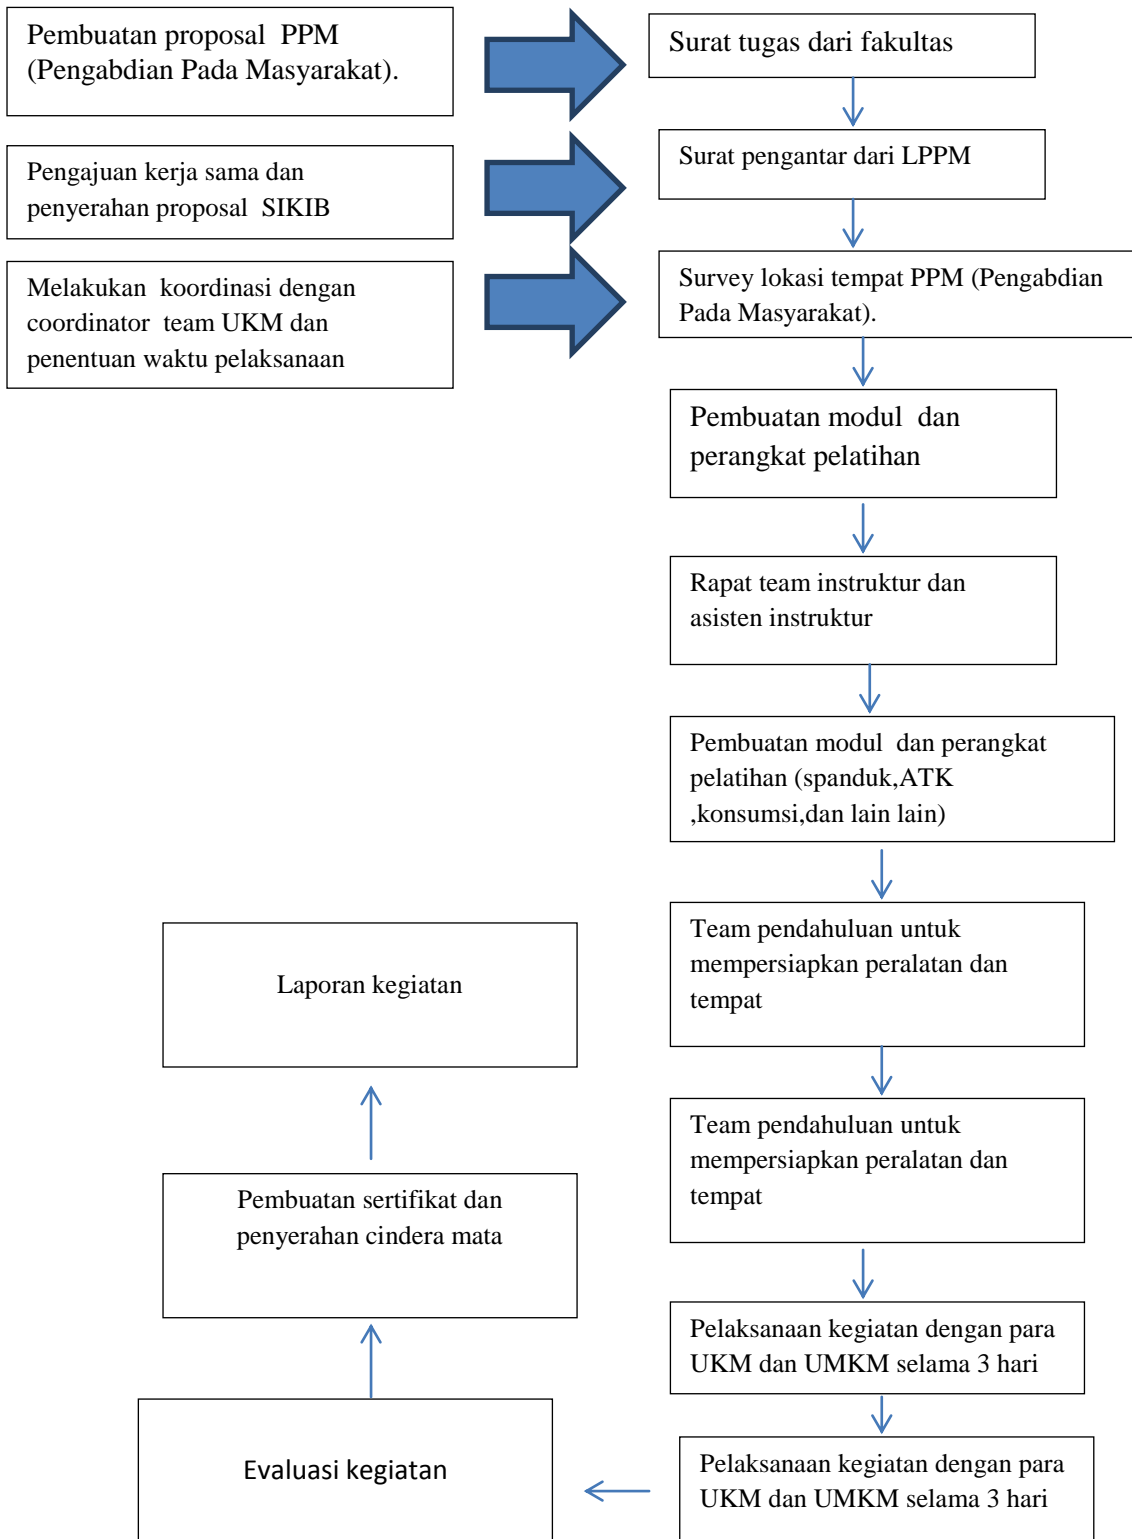 Pembuatan proposal PPM
(Pengabdian Pada Masyarakat).
Surat tugas dari fakultas
Pengajuan kerja sama dan
penyerahan proposal SIKIB
Surat pengantar dari LPPM
Melakukan koordinasi dengan
coordinator team UKM dan
penentuan waktu pelaksanaan
Survey lokasi tempat PPM (Pengabdian
Pada Masyarakat).
Pembuatan modul dan
perangkat pelatihan
Rapat team instruktur dan
asisten instruktur
Pembuatan modul dan perangkat
pelatihan (spanduk,ATK
,konsumsi,dan lain lain)
Team pendahuluan untuk
mempersiapkan peralatan dan
tempat
Team pendahuluan untuk
mempersiapkan peralatan dan
tempat
Pelaksanaan kegiatan dengan para
UKM dan UMKM selama 3 hari
Pelaksanaan kegiatan dengan para
UKM dan UMKM selama 3 hari
Evaluasi kegiatan
Pembuatan sertifikat dan
penyerahan cindera mata
Laporan kegiatan